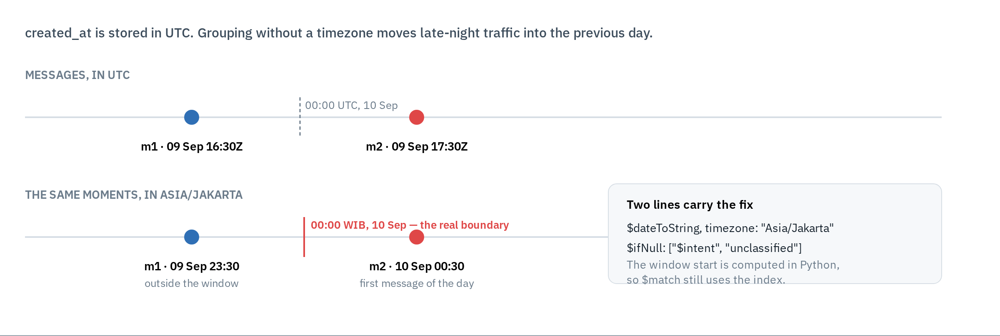 created_at is stored in UTC. Grouping without a timezone moves late-night traffic into the previous day.
MESSAGES, IN UTC
00:00 UTC, 10 Sep
m1 · 09 Sep 16:30Z
m2 · 09 Sep 17:30Z
THE SAME MOMENTS, IN ASIA/JAKARTA
00:00 WIB, 10 Sep — the real boundary
m1 · 09 Sep 23:30
outside the window
m2 · 10 Sep 00:30
first message of the day
Two lines carry the fix
$dateToString, timezone: "Asia/Jakarta"
$ifNull: ["$intent", "unclassified"]
The window start is computed in Python,
so $match still uses the index.